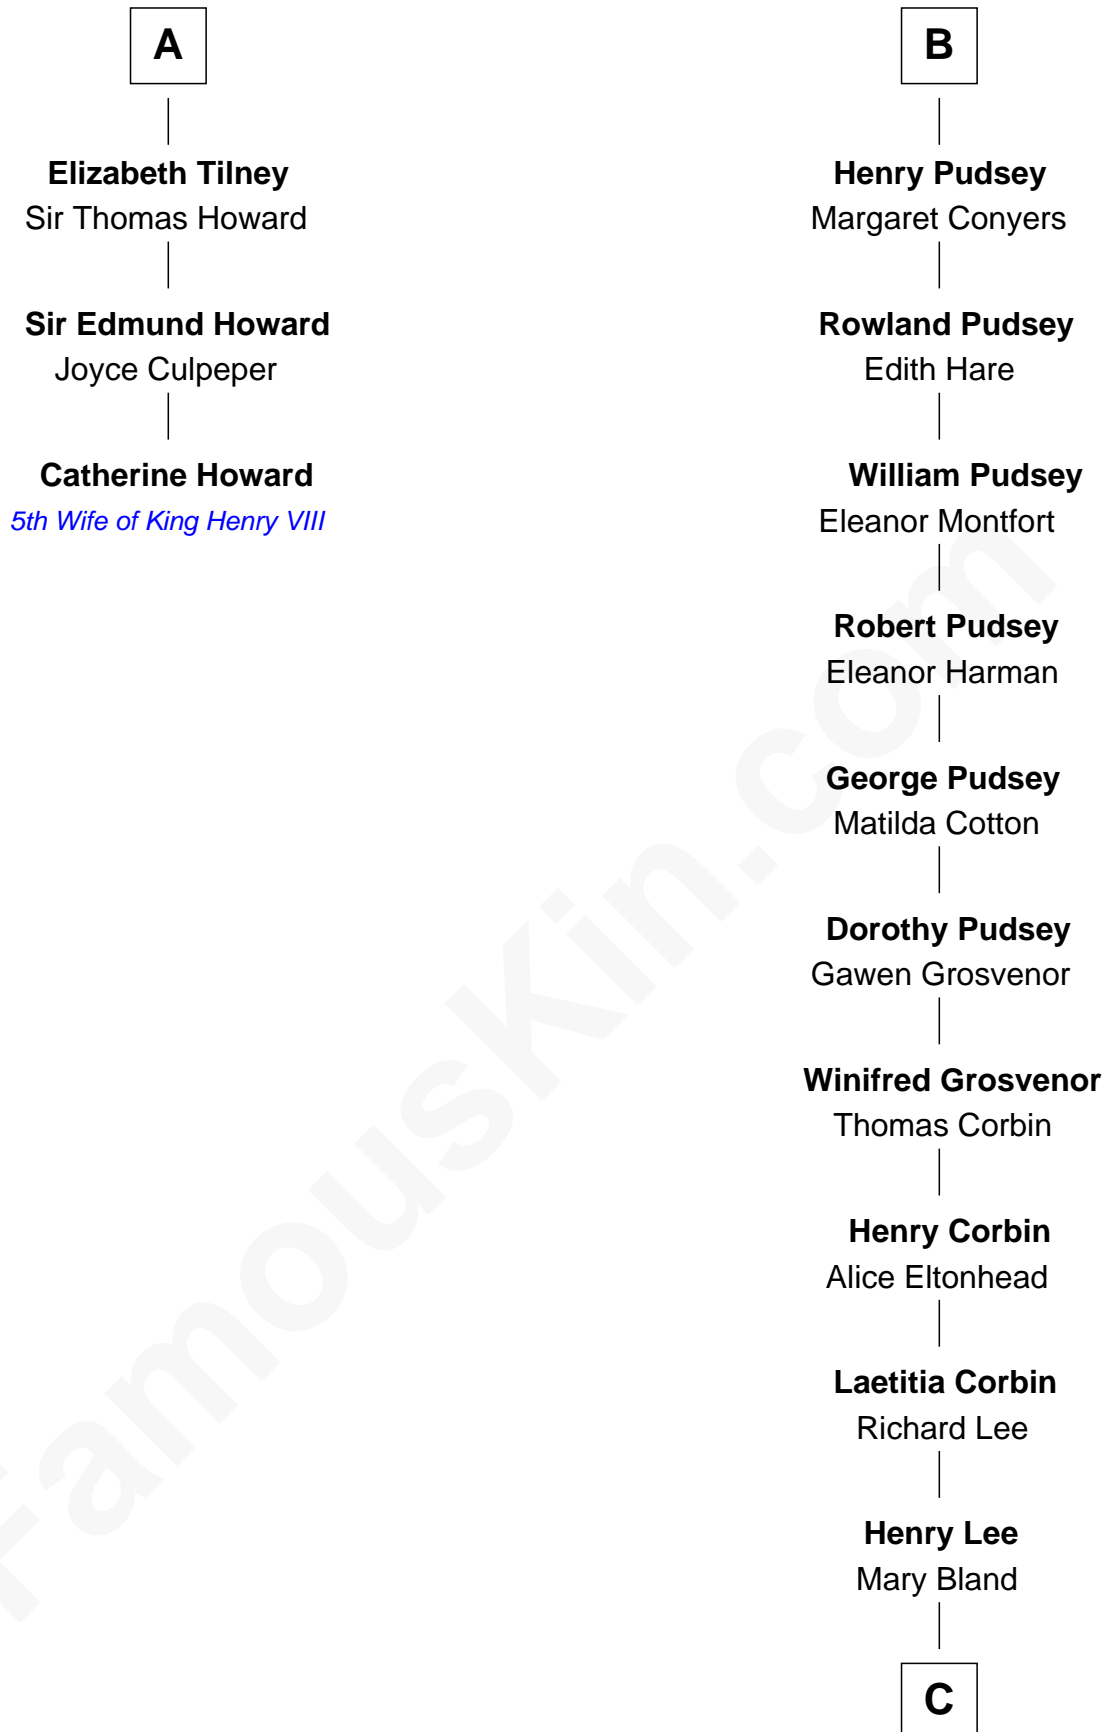 A
Elizabeth Tilney
Sir Thomas Howard
Sir Edmund Howard
Joyce Culpeper
Catherine Howard
5th Wife of King Henry VIII
B
Henry Pudsey
Margaret Conyers
Rowland Pudsey
Edith Hare
William Pudsey
Eleanor Montfort
Robert Pudsey
Eleanor Harman
George Pudsey
Matilda Cotton
Dorothy Pudsey
Gawen Grosvenor
Winifred Grosvenor
Thomas Corbin
Henry Corbin
Alice Eltonhead
Laetitia Corbin
Richard Lee
Henry Lee
Mary Bland
C
FamousKin.com